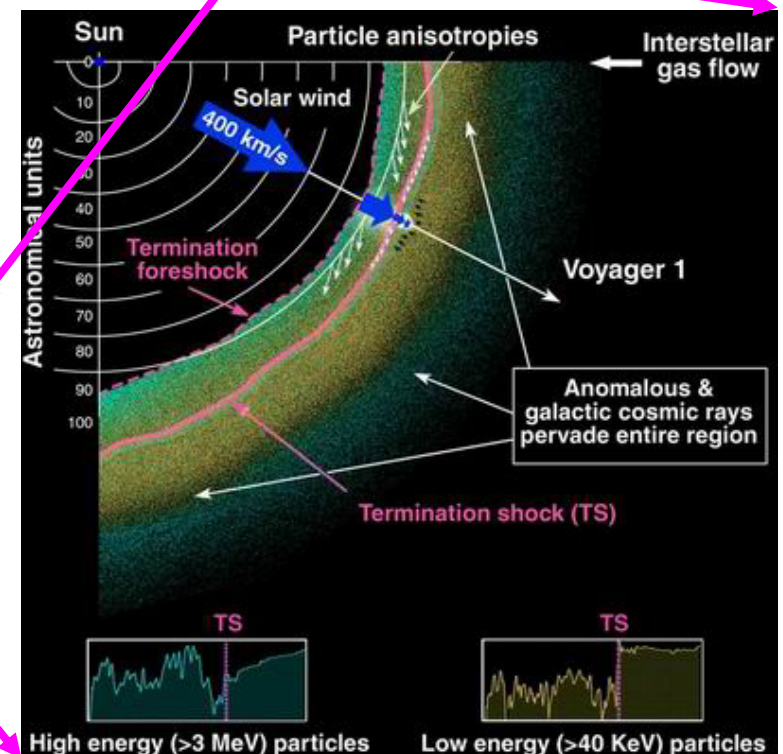 Sun
Particle anisotropies
Interstellar
gas flow
Solar wind
400 km/s
0
10
20
30
40
50
60
70
80
90
100
Astronomical units
Termination
foreshock
Voyager 1
Anomalous &
galactic cosmic rays
pervade entire region
Termination shock (TS)
TS
TS
High energy (>3 MeV) particles
Low energy (>40 KeV) particles